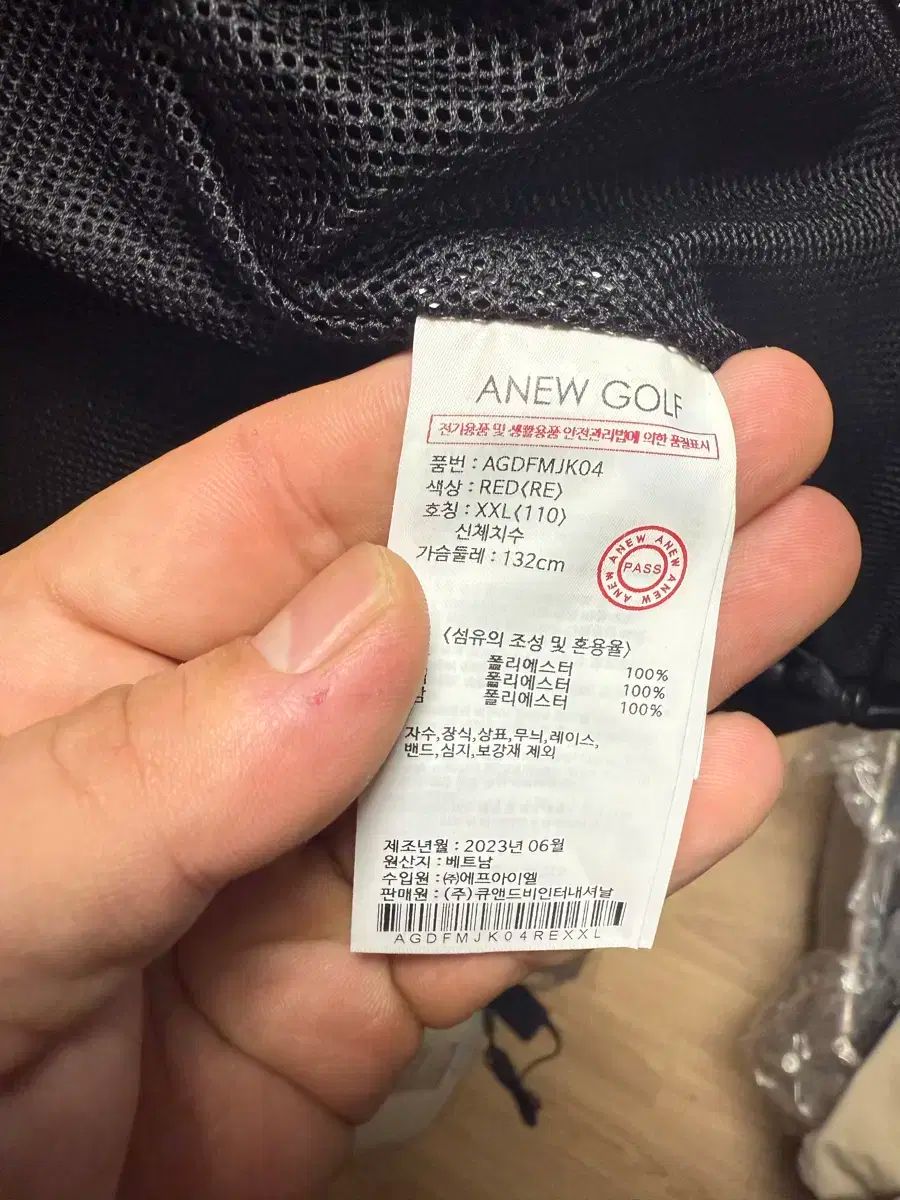 ANEW GOLF
전기용품 및 생활용품 안전관리법에 의한 품질표시
품번 : AGDFMJK04
색상 : RED(RE)
호칭 : XXL(110)
신체치수
가슴둘레 : 132cm
ANEW ANEW ANEW ANEW
PASS
〈섬유의 조성 및 혼용율〉
폴리에스터 100%
폴리에스터 100%
폴리에스터 100%
자수,장식,상표,무늬,레이스,
밴드,심지,보강재 제외
제조년월 : 2023년 06월
원산지 : 베트남
수입원 : ㈜에프아이엘
판매원 : (주)큐앤드비인터내셔날
AGDFMJK04REXXL